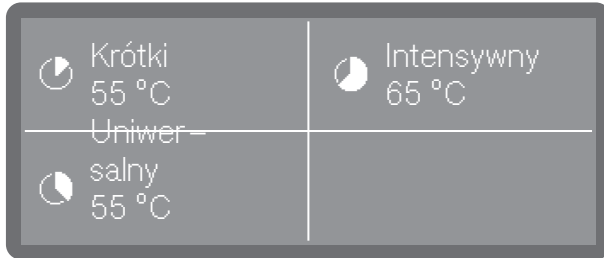 Krótki
55 °C
Intensywny
65 °C
Uniwer–
salny
55 °C